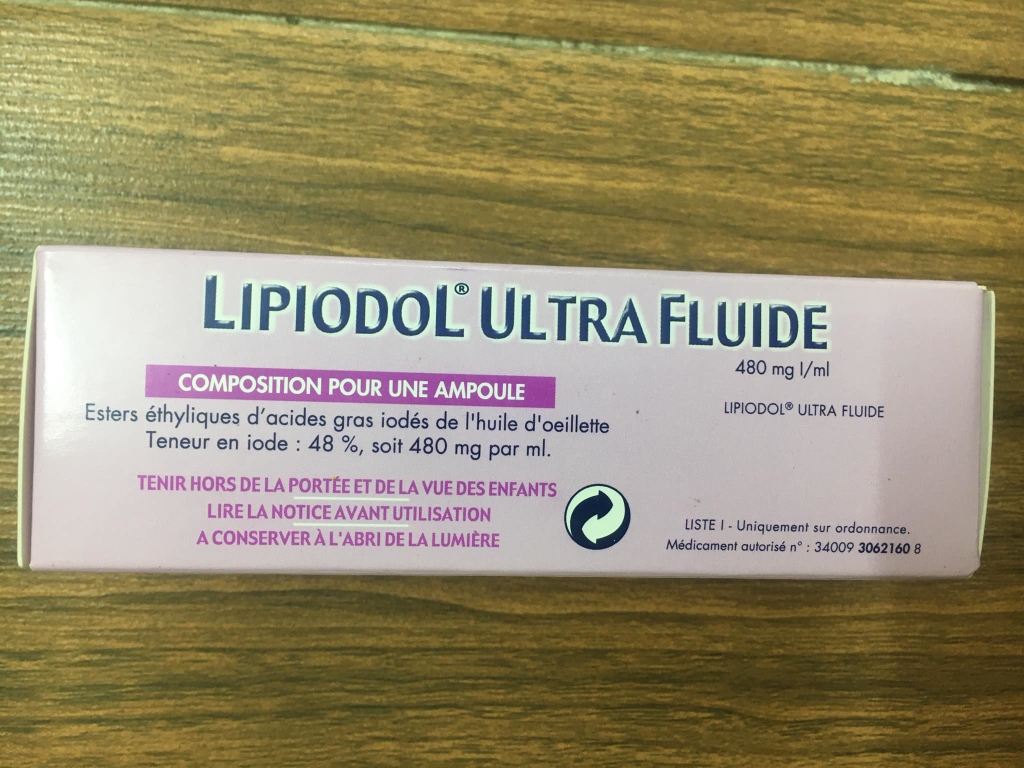 LIPIODOL® ULTRA FLUIDE
480 mg I/ml
COMPOSITION POUR UNE AMPOULE
Esters éthyliques d'acides gras iodés de l'huile d'oeillette
Teneur en iode : 48 %, soit 480 mg par ml.
LIPIODOL® ULTRA FLUIDE
TENIR HORS DE LA PORTÉE ET DE LA VUE DES ENFANTS
LIRE LA NOTICE AVANT UTILISATION
A CONSERVER À L'ABRI DE LA LUMIÈRE
LISTE I - Uniquement sur ordonnance.
Médicament autorisé n° : 34009 3062160 8